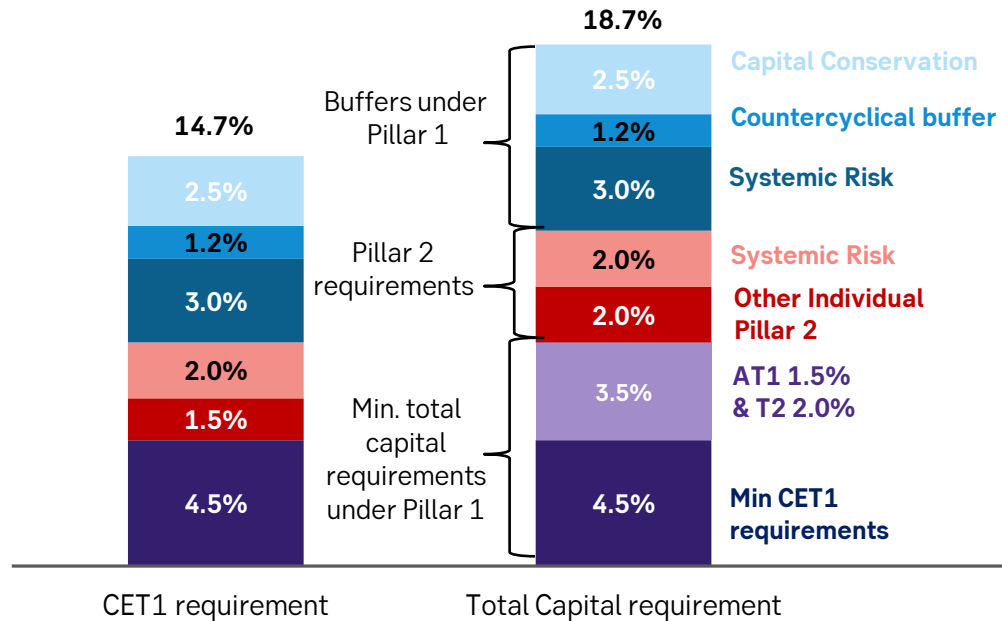 18.7%
14.7%
2.5%
1.2%
3.0%
2.0%
1.5%
4.5%
CET1 requirement
Buffers under
Pillar 1
Pillar 2
requirements
Min. total
capital
requirements
under Pillar 1
2.5%
1.2%
3.0%
2.0%
2.0%
3.5%
4.5%
Total Capital requirement
Capital Conservation
Countercyclical buffer
Systemic Risk
Systemic Risk
Other Individual
Pillar 2
AT1 1.5%
& T2 2.0%
Min CET1
requirements